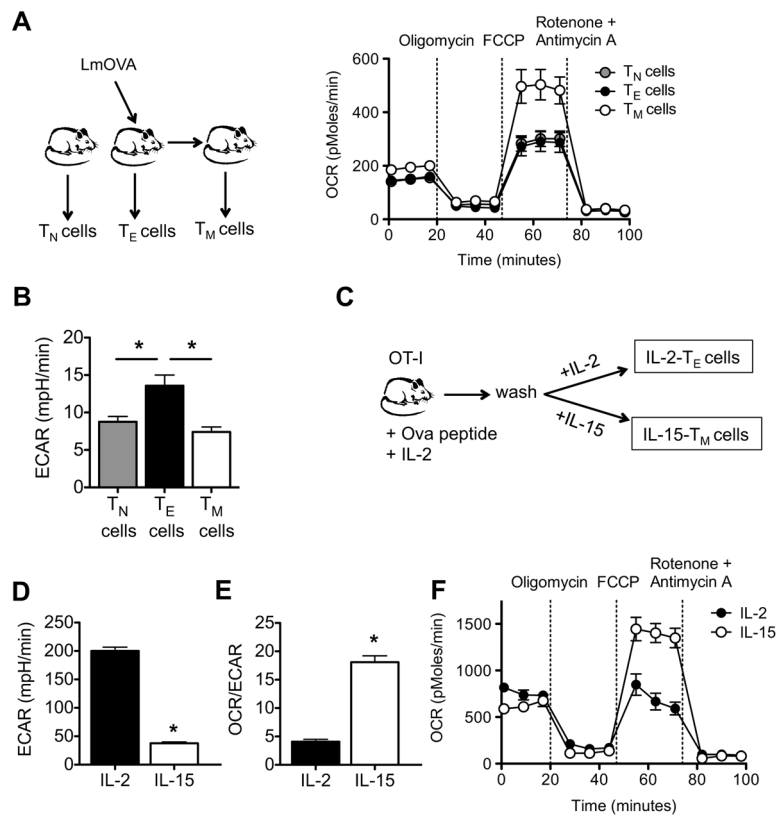 A
LmOVA
TN cells
TE cells
TM cells
Oligomycin FCCP Rotenone +
Antimycin A
TN cells
TE cells
TM cells
OCR (pMoles/min)
600
400
200
0
0 20 40 60 80 100
Time (minutes)
B
ECAR (mpH/min)
20
15
10
5
0
* *
TN cells
TE cells
TM cells
C
OT-I
+ Ova peptide
+ IL-2
wash
+IL-2
+IL-15
IL-2-TE cells
IL-15-TM cells
D
ECAR (mpH/min)
250
200
150
100
50
0
*
IL-2 IL-15
E
OCR/ECAR
25
20
15
10
5
0
*
IL-2 IL-15
F
Oligomycin FCCP Rotenone +
Antimycin A
IL-2
IL-15
OCR (pMoles/min)
1500
1000
500
0
0 20 40 60 80 100
Time (minutes)